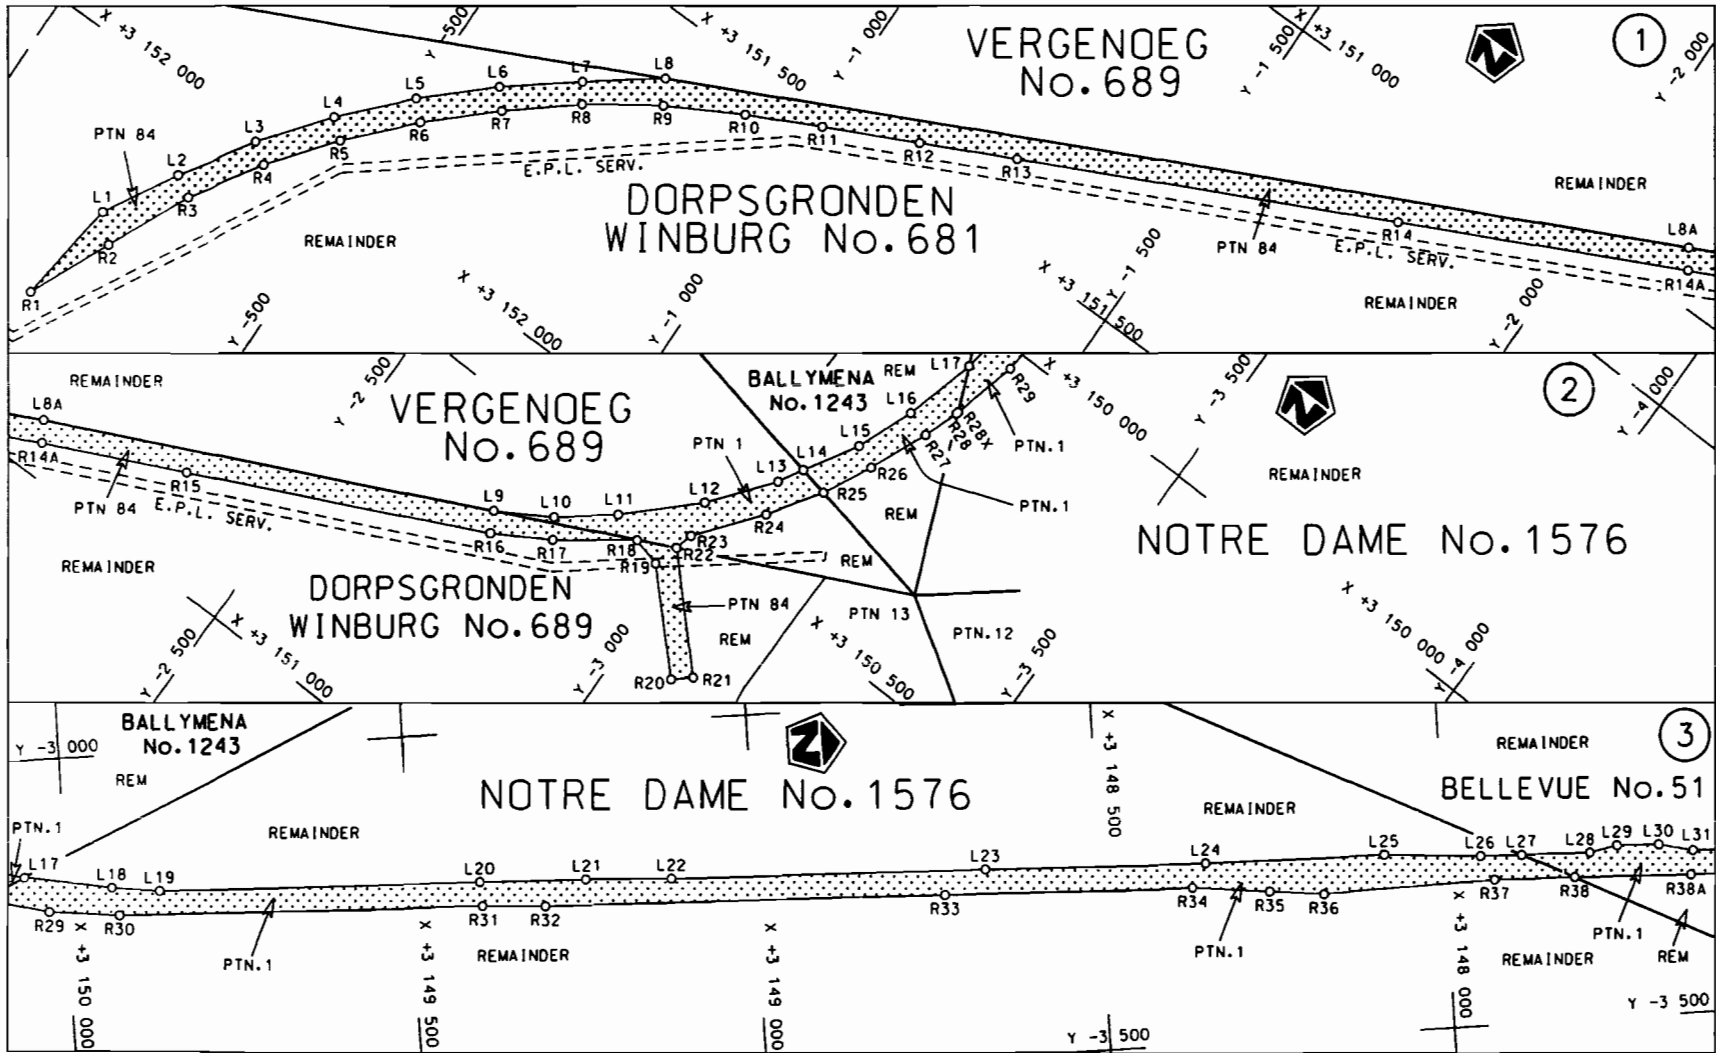 X +3 152 000
Y -500
X +3 151 500
Y -1 000
VERGENOEG
No.689
Y -1 500
X +3 151 000
N
1
Y -2 000
PTN 84
L1
L2
L3
L4
L5
L6
L7
L8
R1
R2
R3
R4
R5
R6
R7
R8
R9
R10
R11
R12
R13
R14
L8A
R14A
E.P.L. SERV.
REMAINDER
DORPSGRONDEN
WINBURG No.681
REMAINDER
PTN 84
E.P.L. SERV.
REMAINDER
Y -500
X +3 152 000
Y -1 000
X +3 151 500
Y -1 500
Y -2 000
REMAINDER
L8A
R14A
PTN 84
R15
E.P.L. SERV.
Y -2 500
VERGENOEG
No.689
BALLYMENA
No.1243
REM
L17
R29
X +3 150 000
Y -3 500
N
2
Y -4 000
L9
L10
L11
L12
L13
L14
L15
L16
PTN 1
R16
R17
R18
R19
R20
R21
R22
R23
R24
R25
R26
R27
R28
R28X
PTN.1
PTN.1
REM
REM
REMAINDER
NOTRE DAME No.1576
REMAINDER
DORPSGRONDEN
WINBURG No.689
PTN 84
REM
PTN 13
PTN.12
Y -2 500
X +3 151 000
Y -3 000
X +3 150 500
Y -3 500
X +3 150 000
Y -4 000
BALLYMENA
No.1243
Y -3 000
REM
N
X +3 148 500
REMAINDER
3
NOTRE DAME No.1576
BELLEVUE No.51
REMAINDER
REMAINDER
PTN.1
L17
L18
L19
L20
L21
L22
L23
L24
L25
L26
L27
L28
L29
L30
L31
R29
R30
R31
R32
R33
R34
R35
R36
R37
R38
R38A
PTN.1
REMAINDER
PTN.1
PTN.1
REMAINDER
REM
X +3 150 000
X +3 149 500
X +3 149 000
Y -3 500
X +3 148 000
Y -3 500